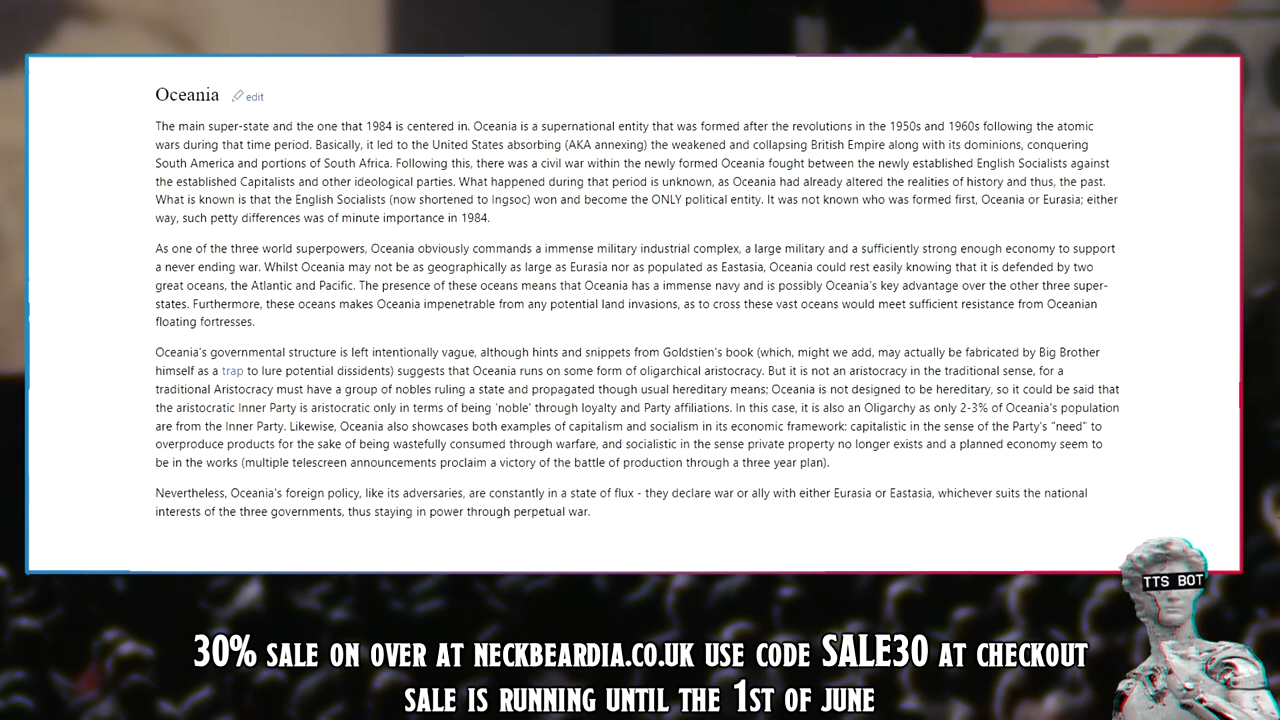 Oceania edit
The main super-state and the one that 1984 is centered in. Oceania is a supernational entity that was formed after the revolutions in the 1950s and 1960s following the atomic
wars during that time period. Basically, it led to the United States absorbing (AKA annexing) the weakened and collapsing British Empire along with its dominions, conquering
South America and portions of South Africa. Following this, there was a civil war within the newly formed Oceania fought between the newly established English Socialists against
the established Capitalists and other ideological parties. What happened during that period is unknown, as Oceania had already altered the realities of history and thus, the past.
What is known is that the English Socialists (now shortened to Ingsoc) won and become the ONLY political entity. It was not known who was formed first, Oceania or Eurasia; either
way, such petty differences was of minute importance in 1984.
As one of the three world superpowers, Oceania obviously commands a immense military industrial complex, a large military and a sufficiently strong enough economy to support
a never ending war. Whilst Oceania may not be as geographically as large as Eurasia nor as populated as Eastasia, Oceania could rest easily knowing that it is defended by two
great oceans, the Atlantic and Pacific. The presence of these oceans means that Oceania has a immense navy and is possibly Oceania's key advantage over the other three super-
states. Furthermore, these oceans makes Oceania impenetrable from any potential land invasions, as to cross these vast oceans would meet sufficient resistance from Oceanian
floating fortresses.
Oceania's governmental structure is left intentionally vague, although hints and snippets from Goldstien's book (which, might we add, may actually be fabricated by Big Brother
himself as a trap to lure potential dissidents) suggests that Oceania runs on some form of oligarchical aristocracy. But it is not an aristocracy in the traditional sense, for a
traditional Aristocracy must have a group of nobles ruling a state and propagated though usual hereditary means; Oceania is not designed to be hereditary, so it could be said that
the aristocratic Inner Party is aristocratic only in terms of being 'noble' through loyalty and Party affiliations. In this case, it is also an Oligarchy as only 2-3% of Oceania's population
are from the Inner Party. Likewise, Oceania also showcases both examples of capitalism and socialism in its economic framework: capitalistic in the sense of the Party's "need" to
overproduce products for the sake of being wastefully consumed through warfare, and socialistic in the sense private property no longer exists and a planned economy seem to
be in the works (multiple telescreen announcements proclaim a victory of the battle of production through a three year plan).
Nevertheless, Oceania's foreign policy, like its adversaries, are constantly in a state of flux - they declare war or ally with either Eurasia or Eastasia, whichever suits the national
interests of the three governments, thus staying in power through perpetual war.
TTS BOT
30% SALE ON OVER AT NECKBEARDIA.CO.UK USE CODE SALE30 AT CHECKOUT
SALE IS RUNNING UNTIL THE 1ST OF JUNE